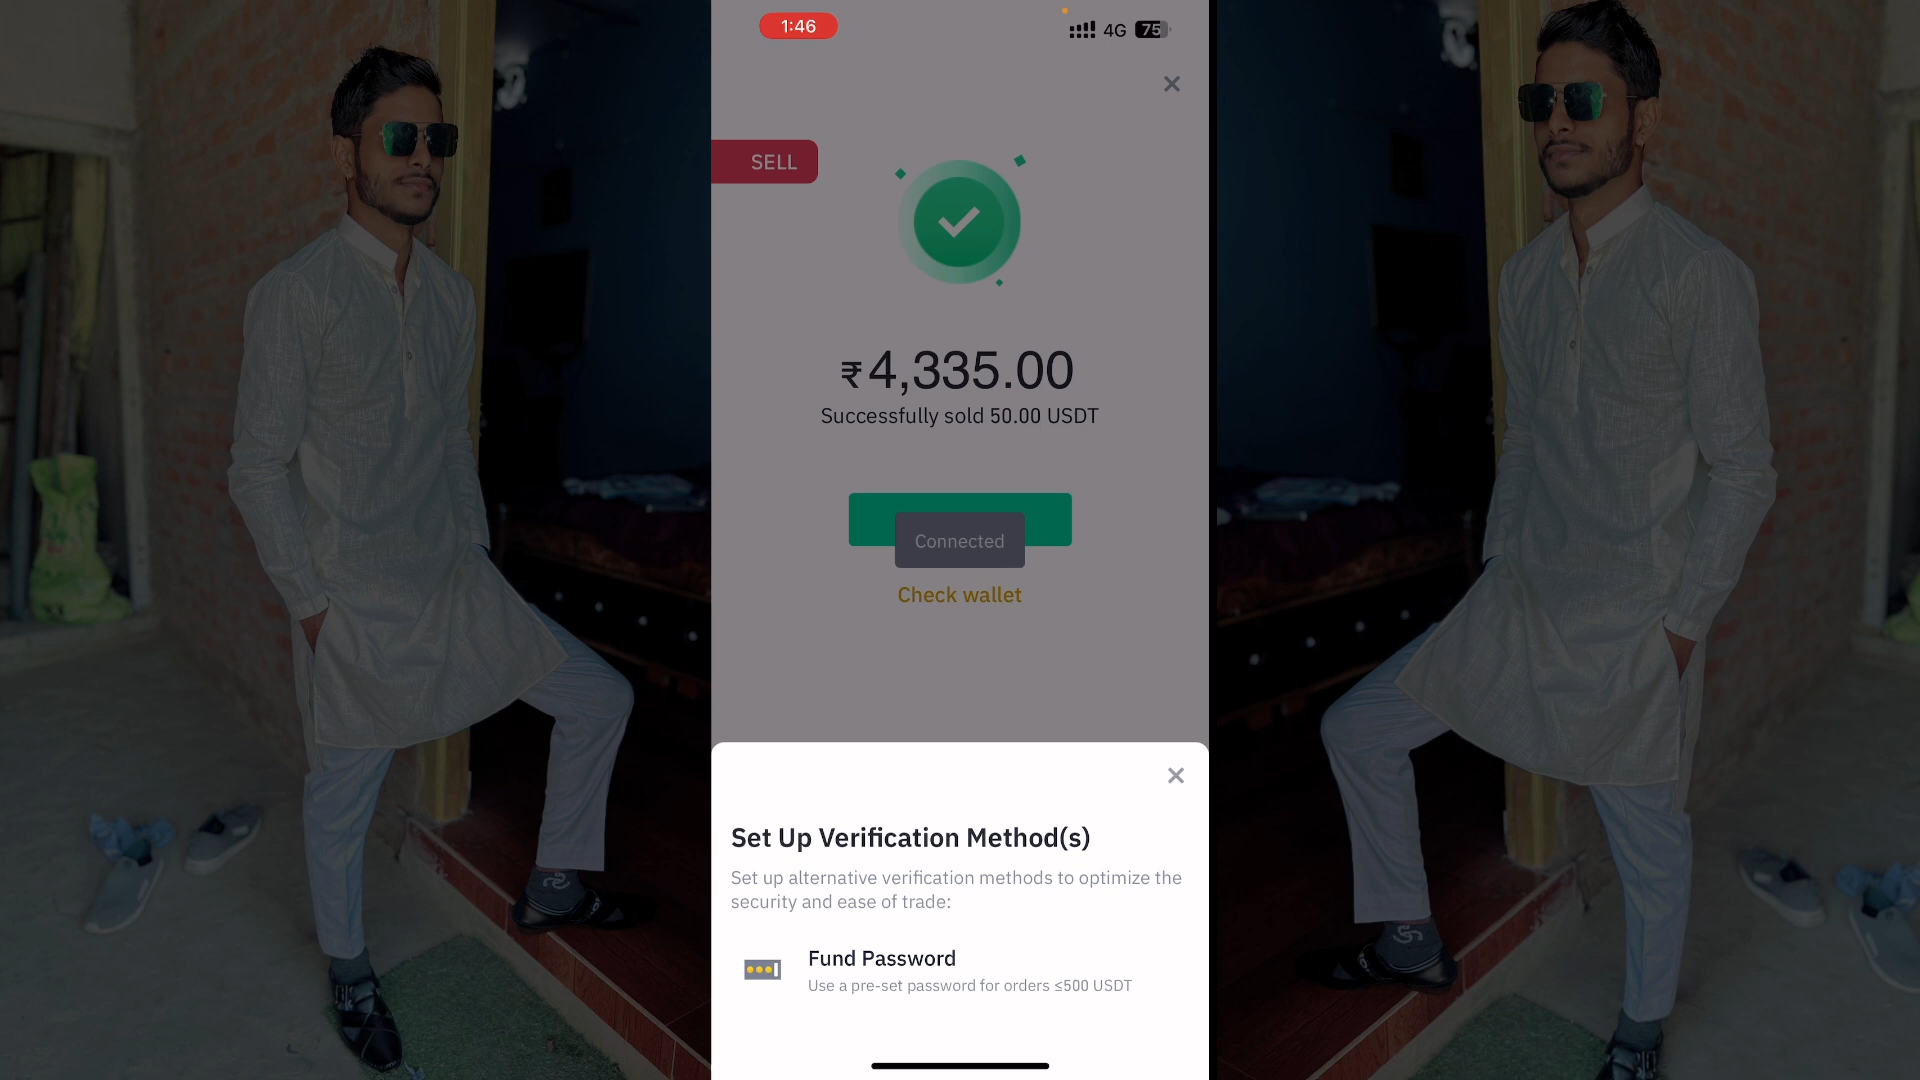 1:46
4G 75
SELL
₹4,335.00
Successfully sold 50.00 USDT
Connected
Check wallet
Set Up Verification Method(s)
Set up alternative verification methods to optimize the
security and ease of trade:
Fund Password
Use a pre-set password for orders ≤500 USDT